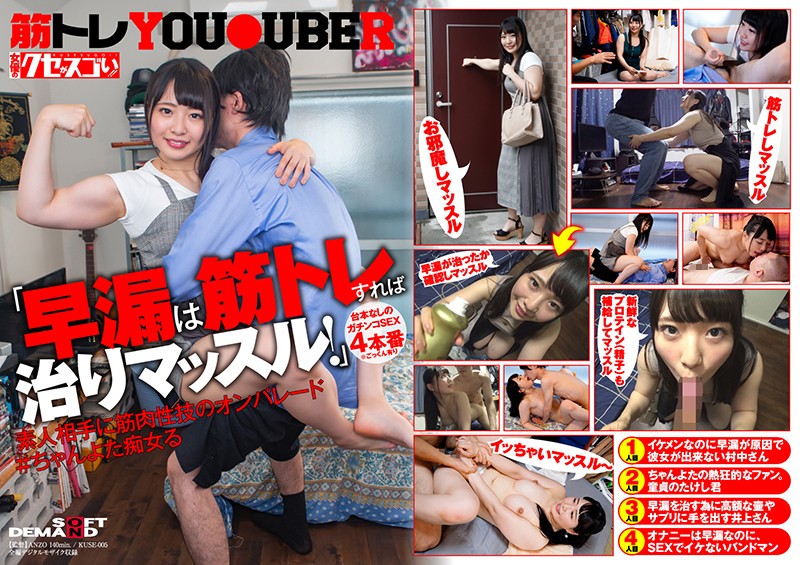 筋トレYOU●UBER
女優のクセがスゴい!!
「早漏は筋トレすれば
治りマッスル!」
台本なしの
ガチンコSEX
4本番
※ごっくん有り
素人相手に筋肉性技のオンパレード
#ちゃんよた痴女る
SOFT
ON
DEMAND
【監督】ANZO 140min. / KUSE-005
全編デジタルモザイク収録
お邪魔しマッスル
筋トレしマッスル
早漏が治ったか
確認しマッスル
新鮮な
プロテイン(精子)も
補給してマッスル
イッちゃいマッスル〜
1人目 イケメンなのに早漏が原因で
彼女が出来ない村中さん
2人目 ちゃんよたの熱狂的なファン。
童貞のたけし君
3人目 早漏を治す為に高額な壺や
サプリに手を出す井上さん
4人目 オナニーは早漏なのに、
SEXでイケないバンドマン